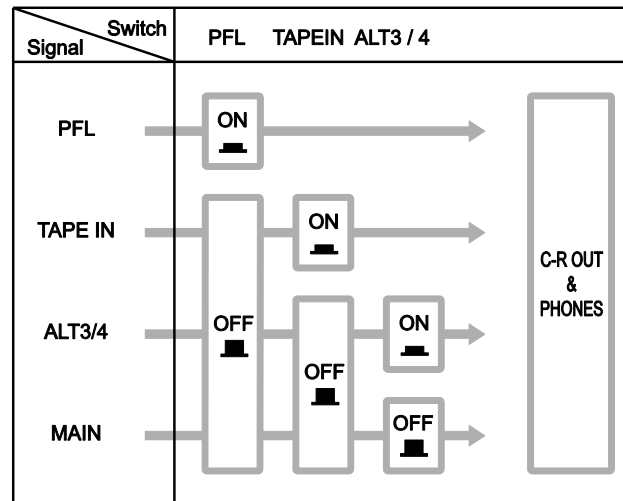 Switch
Signal
PFL TAPEIN ALT3 / 4
PFL
ON
TAPE IN
ON
C-R OUT
&
PHONES
ALT3/4
OFF
ON
OFF
MAIN
OFF